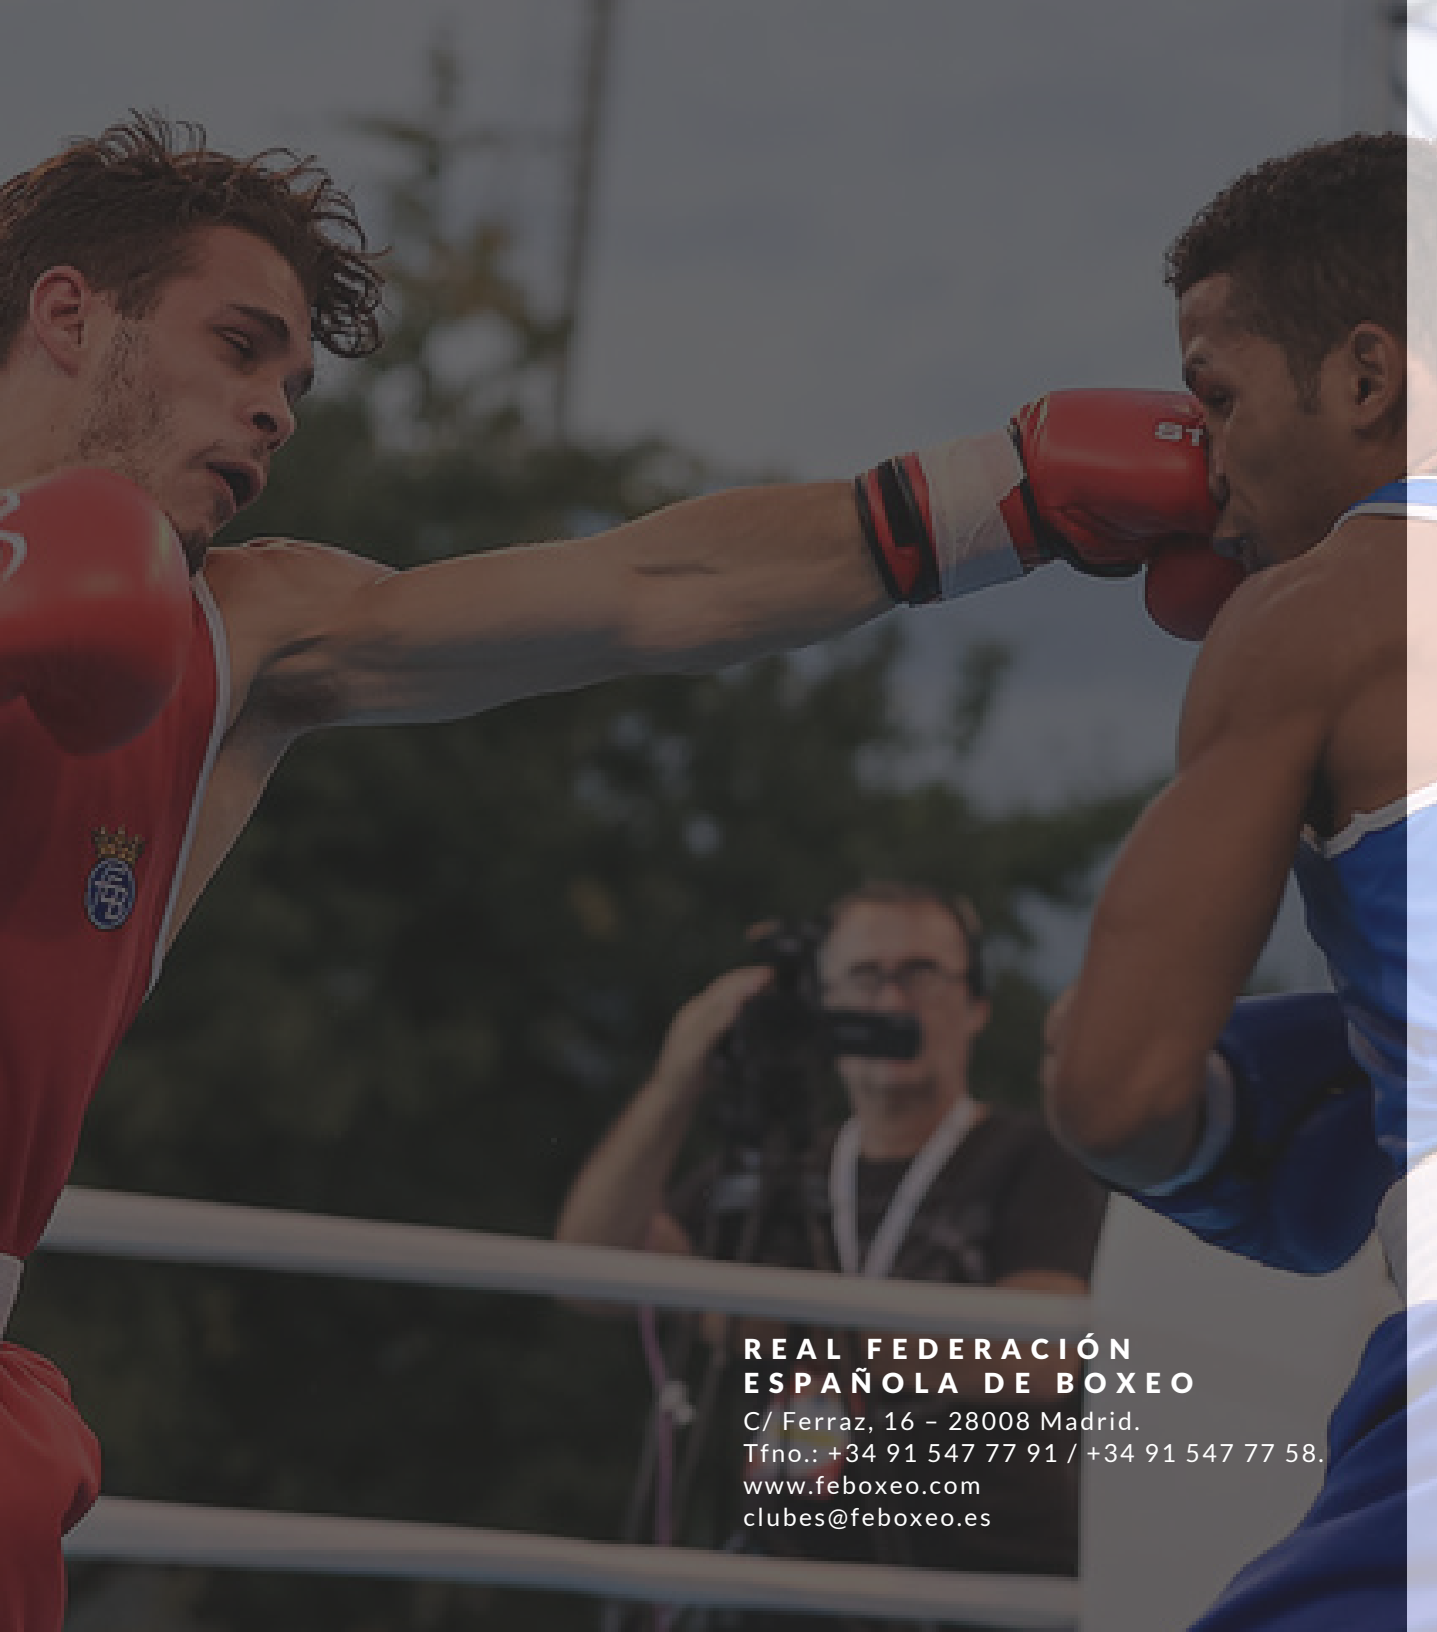 ST
REAL FEDERACIÓN
ESPAÑOLA DE BOXEO
C/ Ferraz, 16 – 28008 Madrid.
Tfno.: +34 91 547 77 91 / +34 91 547 77 58.
www.feboxeo.com
clubes@feboxeo.es